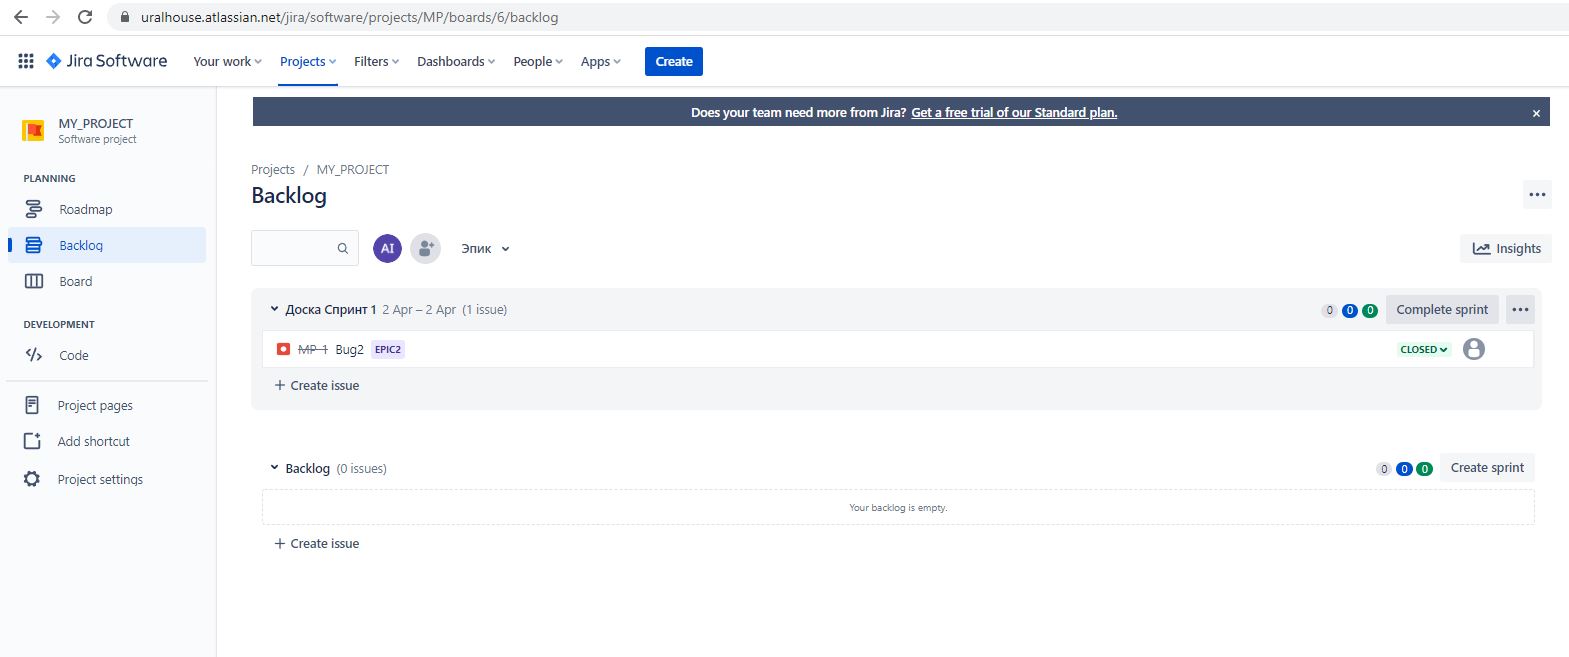 uralhouse.atlassian.net/jira/software/projects/MP/boards/6/backlog
Jira Software Your work Projects Filters Dashboards People Apps Create
Does your team need more from Jira? Get a free trial of our Standard plan.
MY_PROJECT
Software project
PLANNING
Roadmap
Backlog
Board
DEVELOPMENT
Code
Project pages
Add shortcut
Project settings
Projects / MY_PROJECT
Backlog
AI Эпик Insights
Доска Спринт 1 2 Apr – 2 Apr (1 issue) 0 0 0 Complete sprint
MP-1 Bug2 EPIC2 CLOSED
+ Create issue
Backlog (0 issues) 0 0 0 Create sprint
Your backlog is empty.
+ Create issue